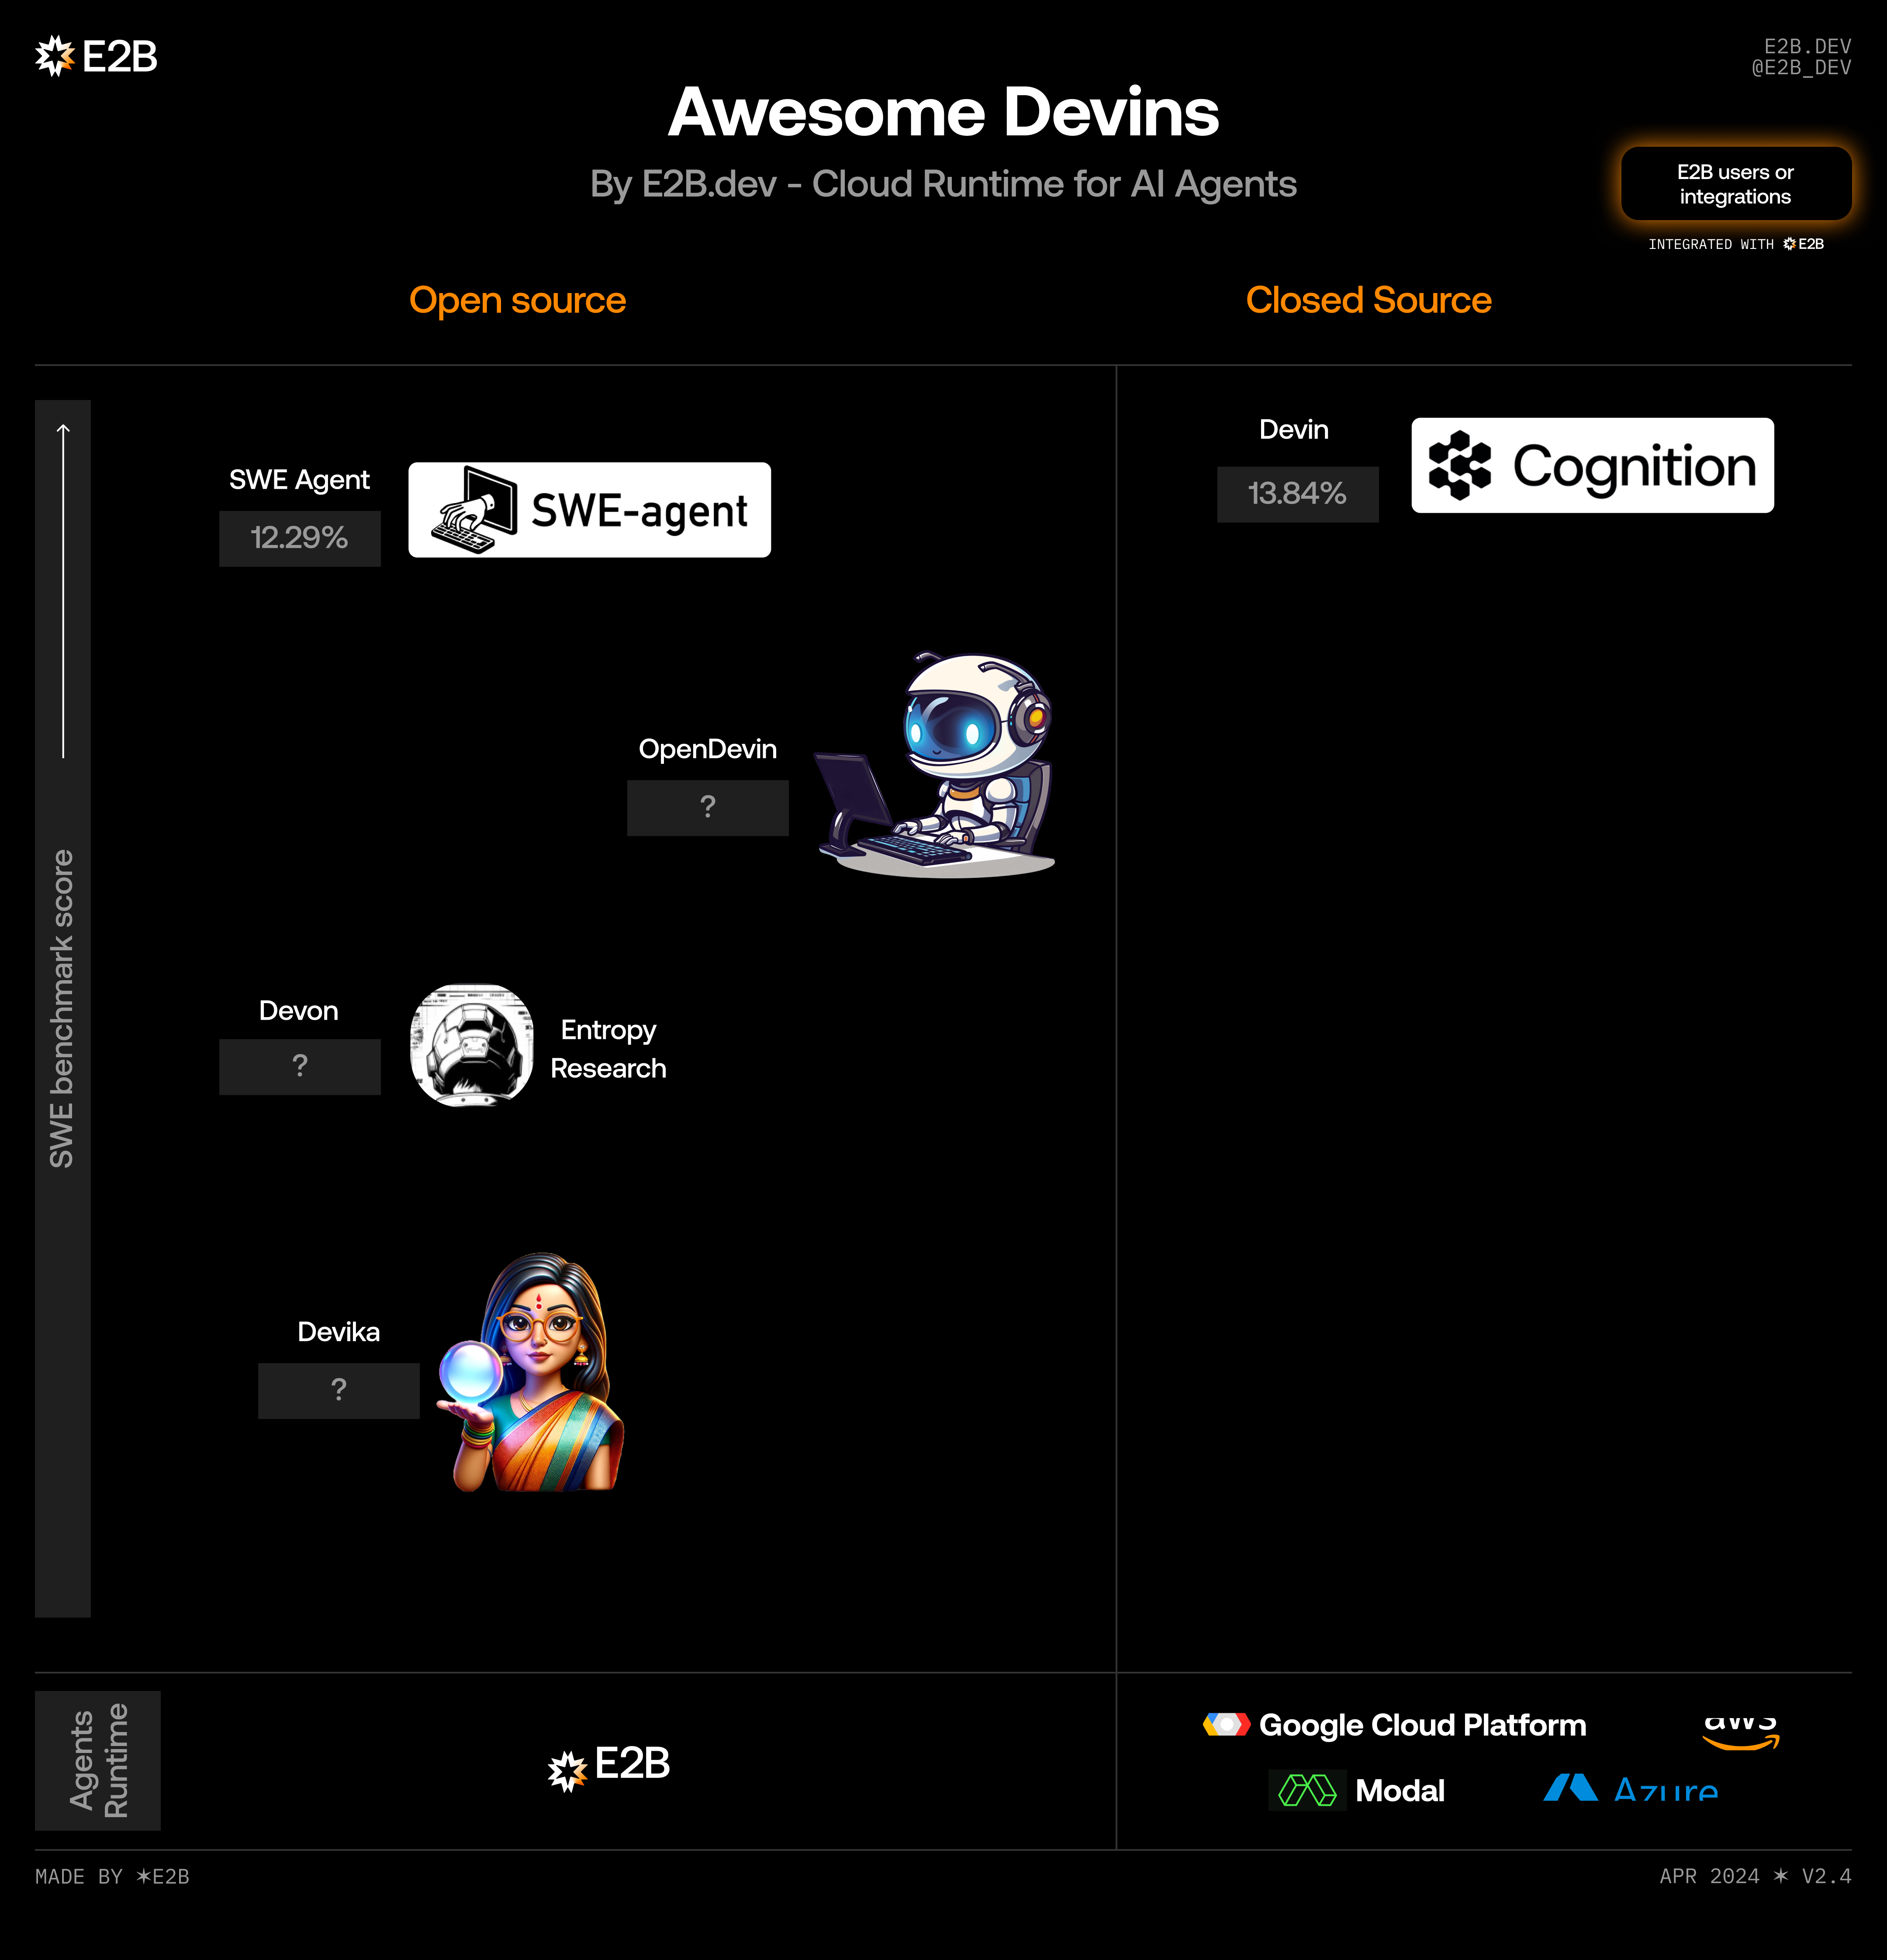 E2B
E2B.DEV
@E2B_DEV
Awesome Devins
By E2B.dev - Cloud Runtime for AI Agents
E2B users or
integrations
INTEGRATED WITH E2B
Open source
Closed Source
SWE benchmark score
SWE Agent
12.29%
SWE-agent
Devin
13.84%
Cognition
OpenDevin
?
Devon
?
Entropy
Research
Devika
?
Agents
Runtime
E2B
Google Cloud Platform
aws
Modal
Azure
MADE BY ✶E2B
APR 2024 ✶ V2.4